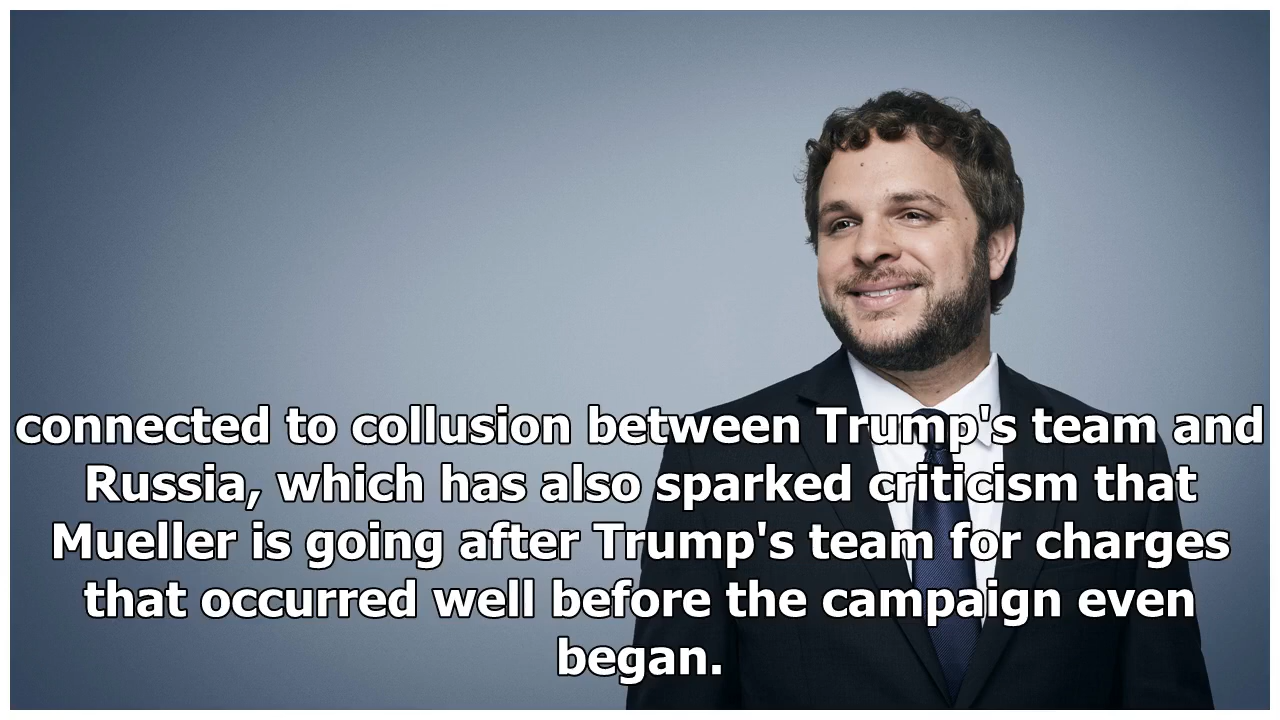 connected to collusion between Trump's team and
Russia, which has also sparked criticism that
Mueller is going after Trump's team for charges
that occurred well before the campaign even
began.